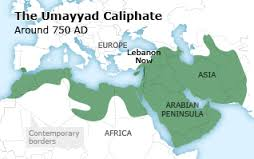 The Umayyad Caliphate
Around 750 AD
EUROPE
Lebanon
Now
ASIA
ARABIAN
PENINSULA
Contemporary
borders
AFRICA